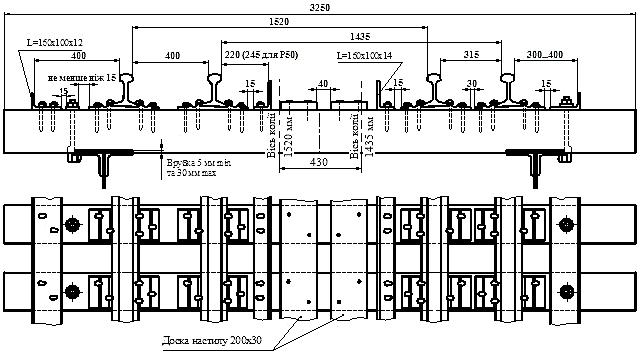 3250
1520
1435
L=160x100x12
400
400
220 (245 для Р50)
L=160x100x14
315
300...400
не менше ніж 15
15
15
40
15
30
15
Вісь колії
1520 мм
Вісь колії
1435 мм
430
Врубка 5 мм min
та 30 мм max
Доска настилу 200x30